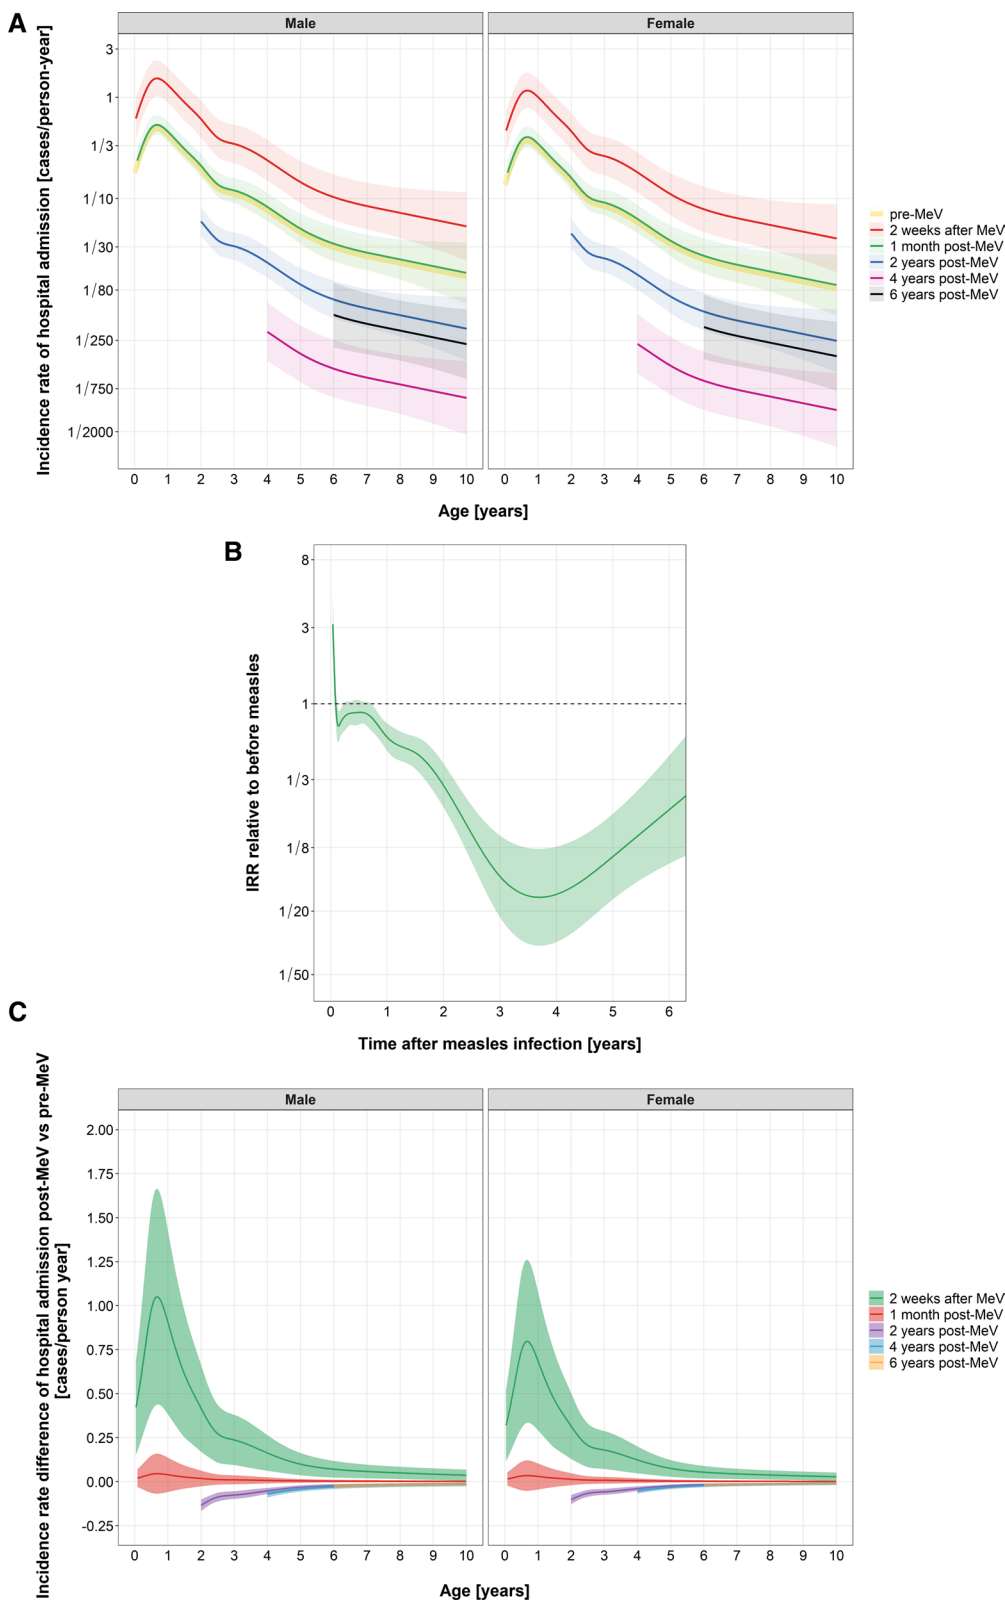 A
Male
Female
Incidence rate of hospital admission [cases/person-year]
3
1
1/3
1/10
1/30
1/80
1/250
1/750
1/2000
0 1 2 3 4 5 6 7 8 9 10
0 1 2 3 4 5 6 7 8 9 10
Age [years]
pre-MeV
2 weeks after MeV
1 month post-MeV
2 years post-MeV
4 years post-MeV
6 years post-MeV
B
IRR relative to before measles
8
3
1
1/3
1/8
1/20
1/50
0 1 2 3 4 5 6
Time after measles infection [years]
C
Male
Female
Incidence rate difference of hospital admission post-MeV vs pre-MeV
[cases/person year]
2.00
1.75
1.50
1.25
1.00
0.75
0.50
0.25
0.00
-0.25
0 1 2 3 4 5 6 7 8 9 10
0 1 2 3 4 5 6 7 8 9 10
Age [years]
2 weeks after MeV
1 month post-MeV
2 years post-MeV
4 years post-MeV
6 years post-MeV